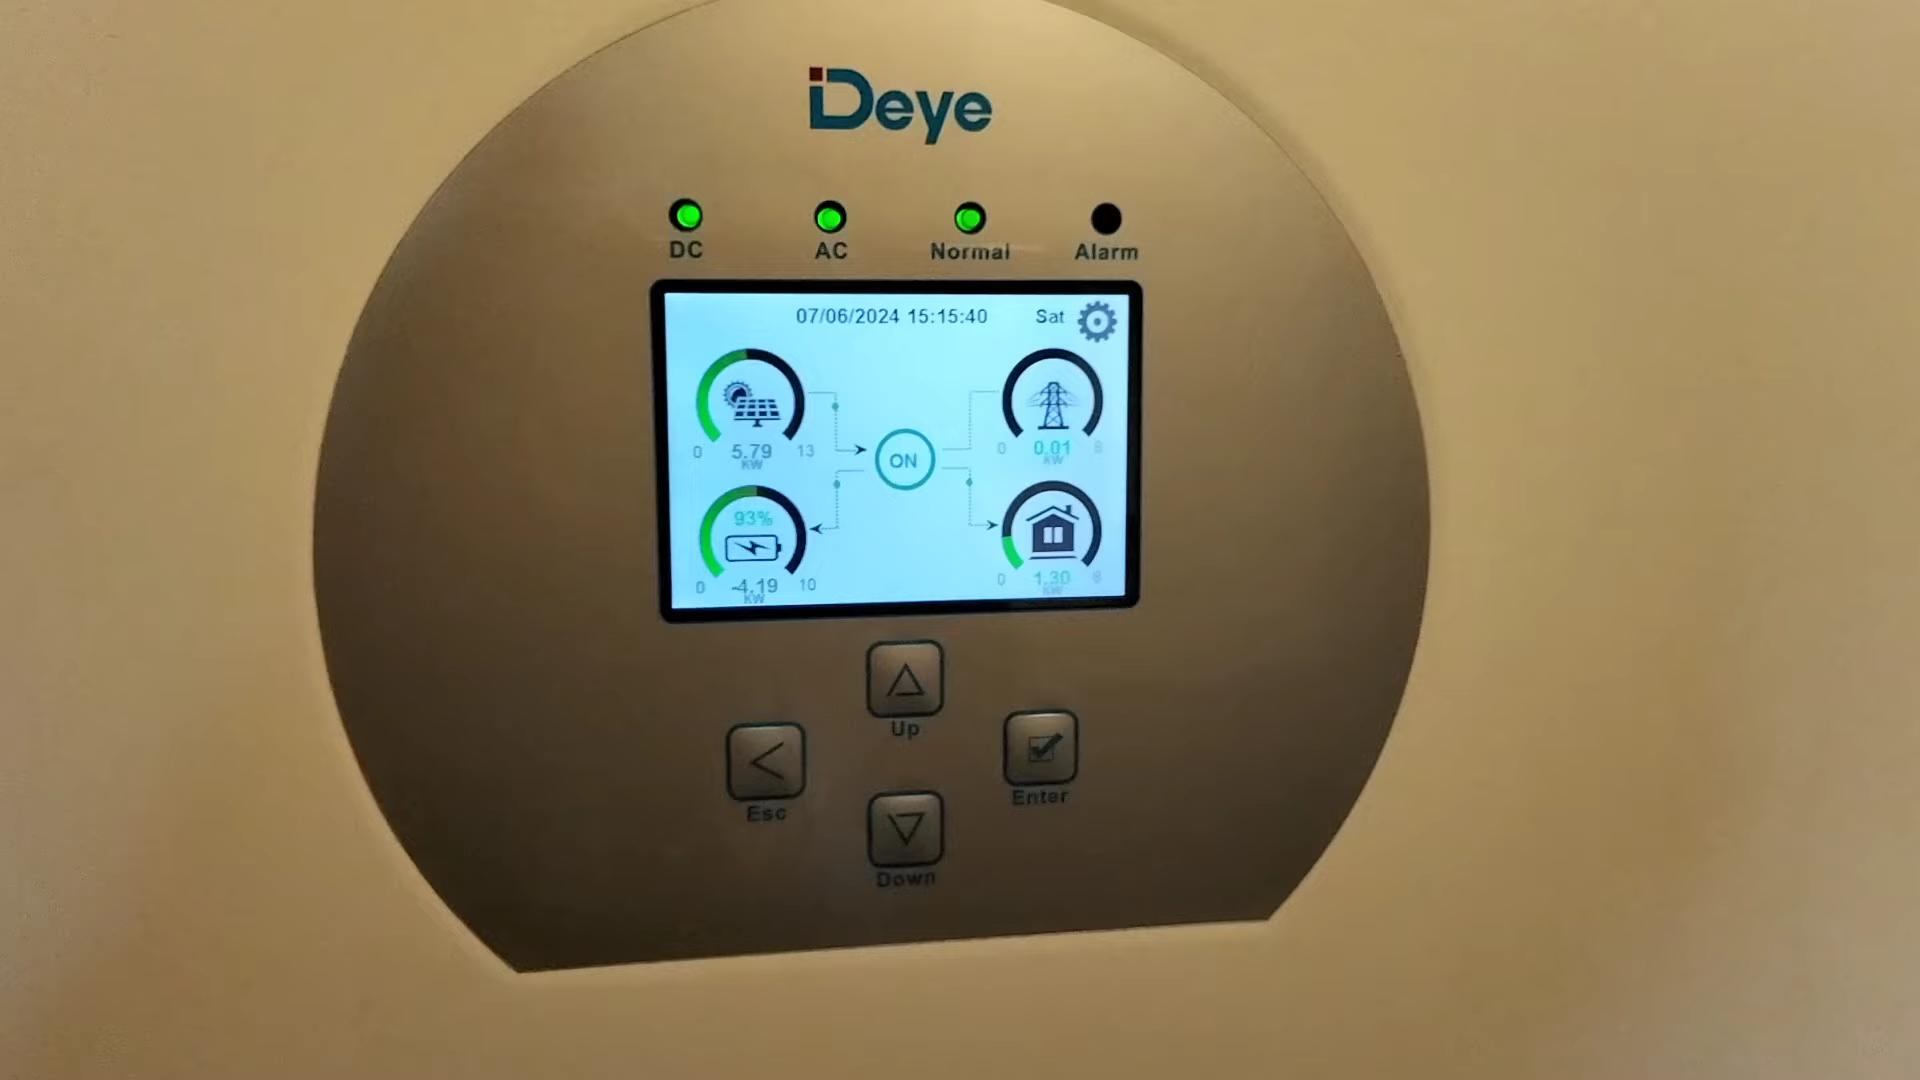 Deye
DC AC Normal Alarm
07/06/2024 15:15:40 Sat
0 5.79 13
KW
0 0.01 8
KW
ON
93%
0 -4.19 10
KW
0 1.30 8
KW
Up
Esc
Enter
Down